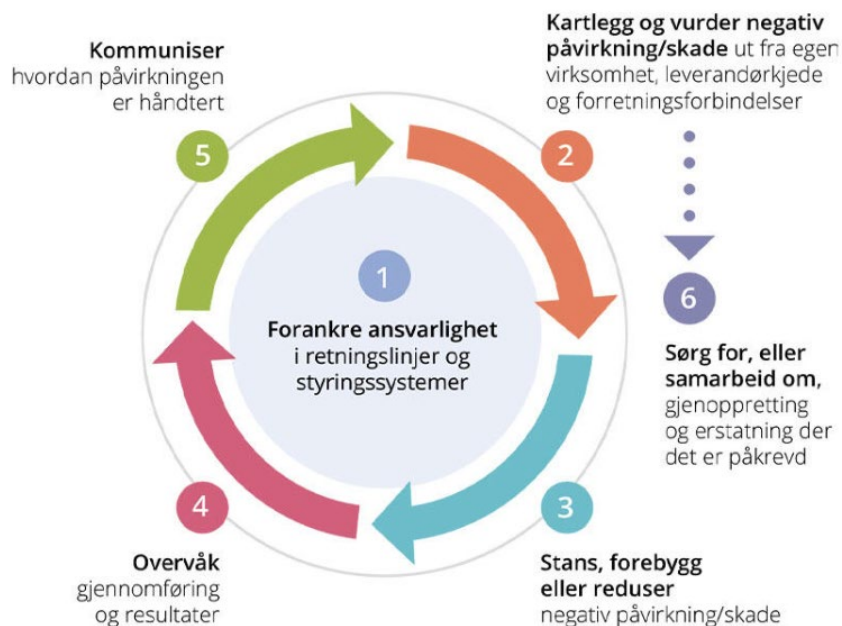 1
Forankre ansvarlighet
i retningslinjer og
styringssystemer
2
Kartlegg og vurder negativ
påvirkning/skade ut fra egen
virksomhet, leverandørkjede
og forretningsforbindelser
3
Stans, forebygg
eller reduser
negativ påvirkning/skade
4
Overvåk
gjennomføring
og resultater
5
Kommuniser
hvordan påvirkningen
er håndtert
6
Sørg for, eller
samarbeid om,
gjenoppretting
og erstatning der
det er påkrevd